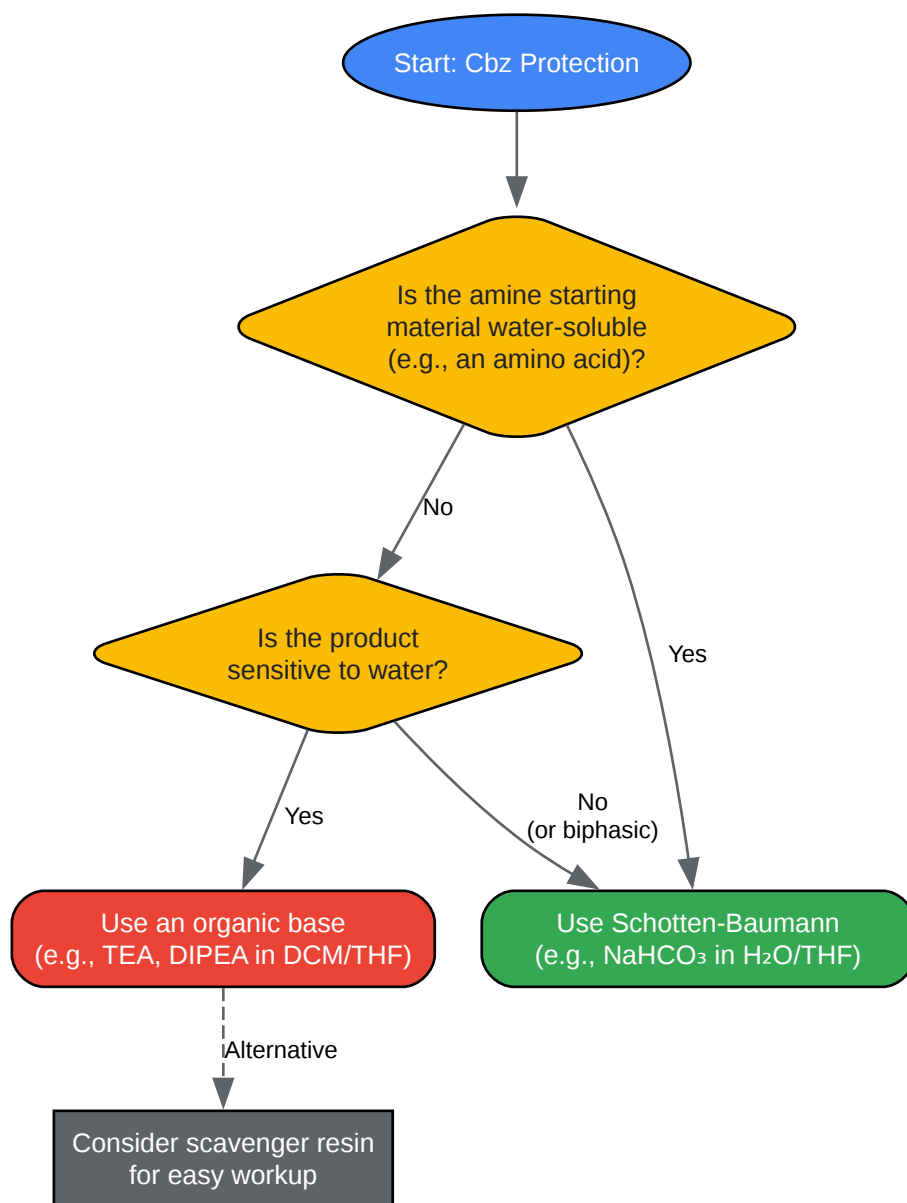 Start: Cbz Protection
Is the amine starting
material water-soluble
(e.g., an amino acid)?
No
Is the product
sensitive to water?
Yes
Yes
No
(or biphasic)
Use an organic base
(e.g., TEA, DIPEA in DCM/THF)
Use Schotten-Baumann
(e.g., NaHCO₃ in H₂O/THF)
Alternative
Consider scavenger resin
for easy workup